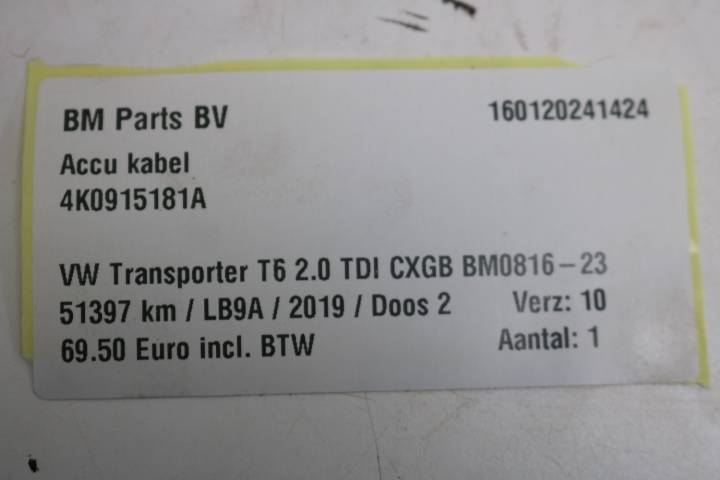 BM Parts BV 160120241424
Accu kabel
4K0915181A
VW Transporter T6 2.0 TDI CXGB BM0816-23
51397 km / LB9A / 2019 / Doos 2 Verz: 10
69.50 Euro incl. BTW Aantal: 1